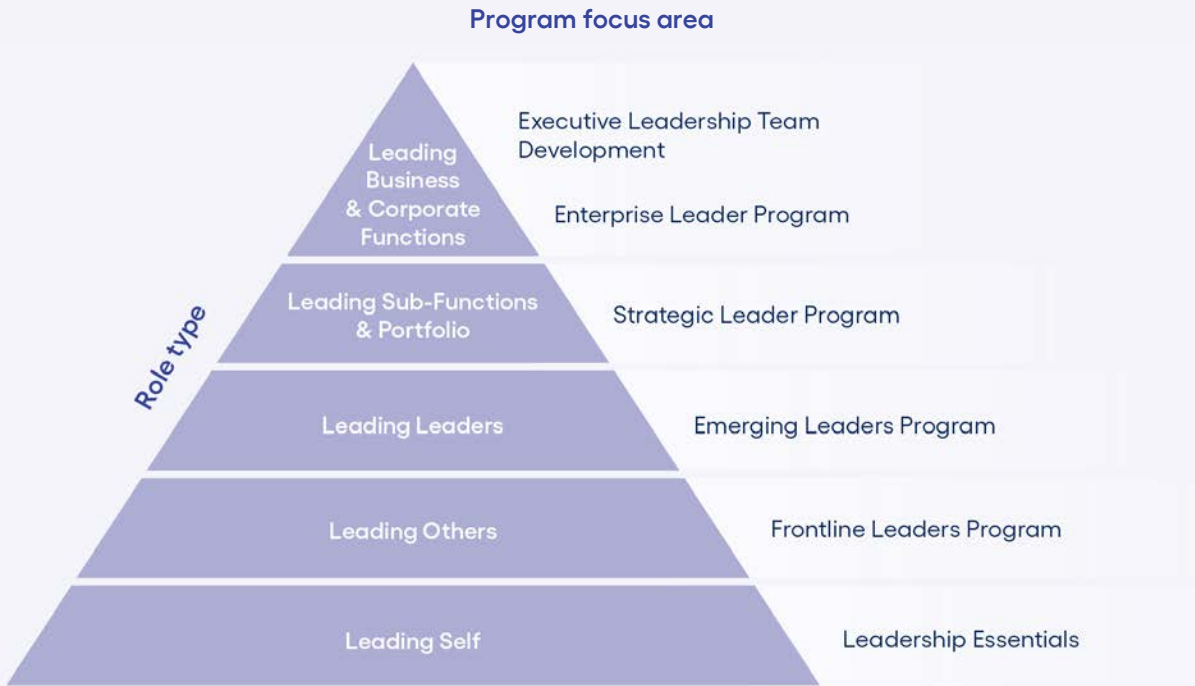 Program focus area
Role type
Leading
Business
& Corporate
Functions
Executive Leadership Team
Development
Enterprise Leader Program
Leading Sub-Functions
& Portfolio
Strategic Leader Program
Leading Leaders
Emerging Leaders Program
Leading Others
Frontline Leaders Program
Leading Self
Leadership Essentials